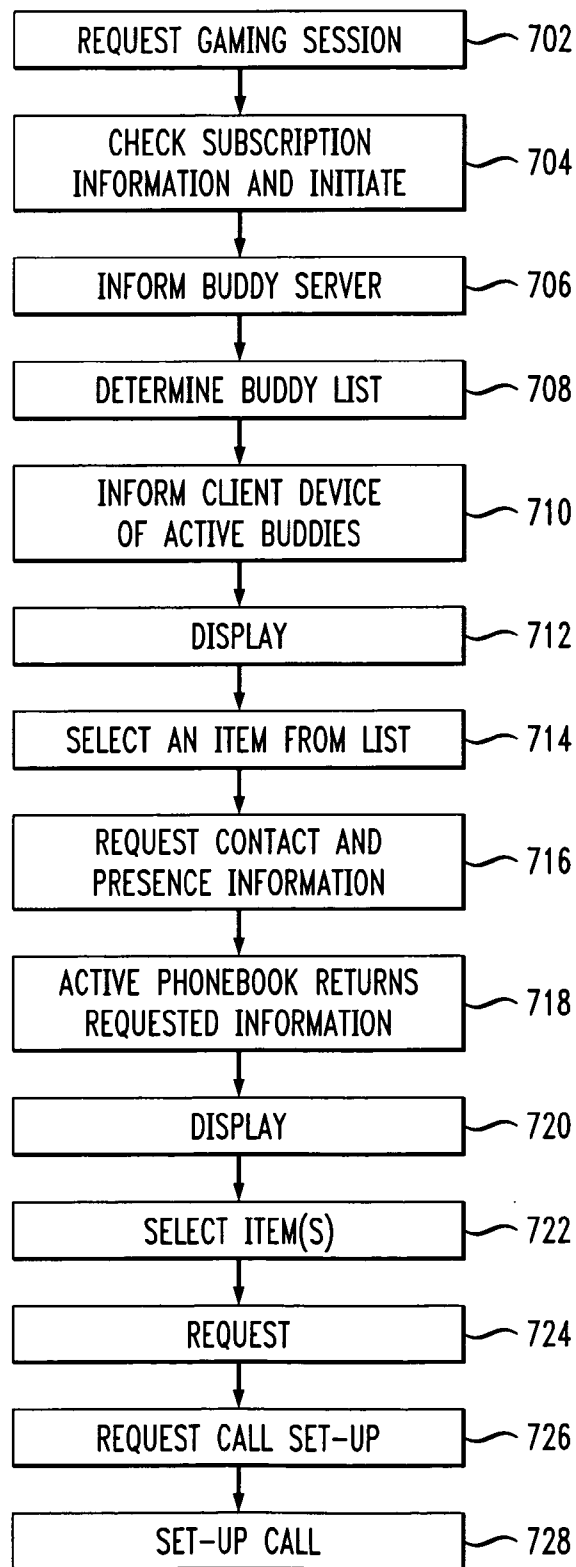 REQUEST GAMING SESSION 702
CHECK SUBSCRIPTION
INFORMATION AND INITIATE 704
INFORM BUDDY SERVER 706
DETERMINE BUDDY LIST 708
INFORM CLIENT DEVICE
OF ACTIVE BUDDIES 710
DISPLAY 712
SELECT AN ITEM FROM LIST 714
REQUEST CONTACT AND
PRESENCE INFORMATION 716
ACTIVE PHONEBOOK RETURNS
REQUESTED INFORMATION 718
DISPLAY 720
SELECT ITEM(S) 722
REQUEST 724
REQUEST CALL SET-UP 726
SET-UP CALL 728